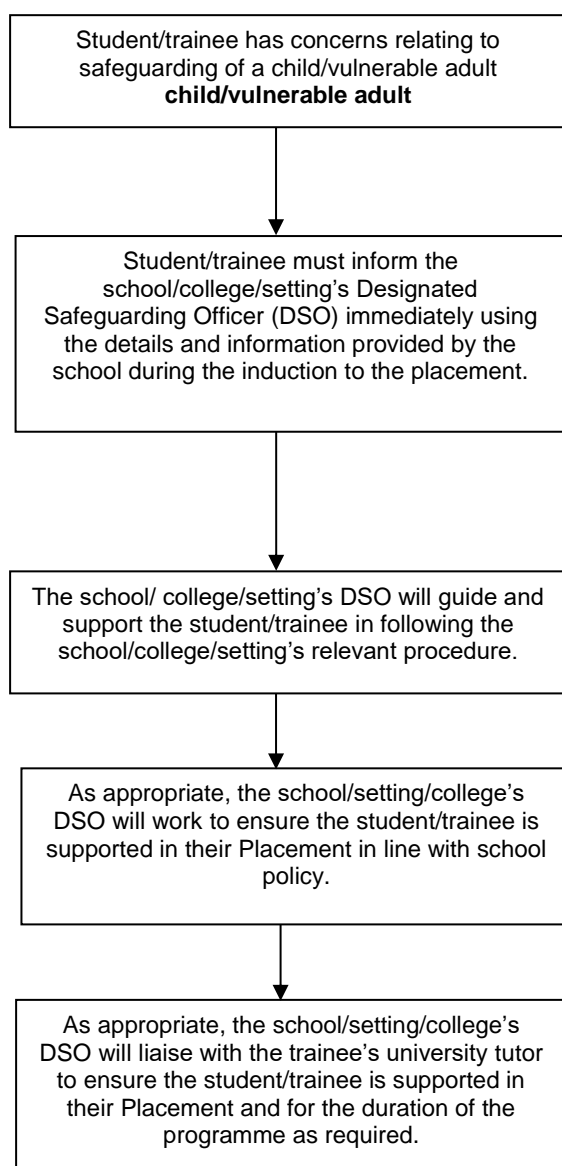 Student/trainee has concerns relating to
safeguarding of a child/vulnerable adult
child/vulnerable adult
Student/trainee must inform the
school/college/setting's Designated
Safeguarding Officer (DSO) immediately using
the details and information provided by the
school during the induction to the placement.
The school/ college/setting's DSO will guide and
support the student/trainee in following the
school/college/setting's relevant procedure.
As appropriate, the school/setting/college's
DSO will work to ensure the student/trainee is
supported in their Placement in line with school
policy.
As appropriate, the school/setting/college's
DSO will liaise with the trainee's university tutor
to ensure the student/trainee is supported in
their Placement and for the duration of the
programme as required.